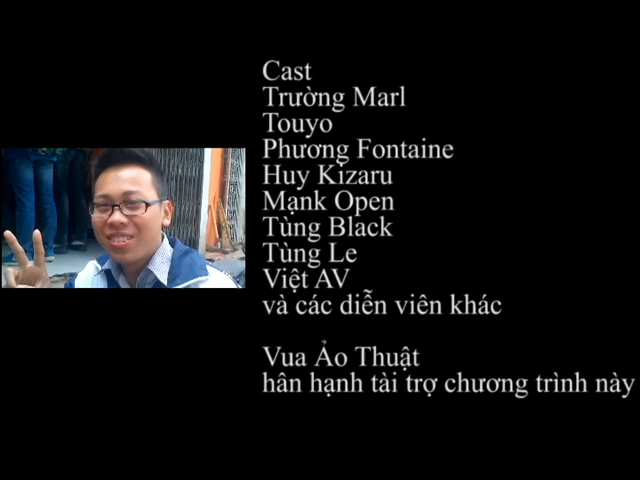 Cast
Trường Marl
Touyo
Phương Fontaine
Huy Kizaru
Mạnk Open
Tùng Black
Tùng Le
Việt AV
và các diễn viên khác
Vua Ảo Thuật
hân hạnh tài trợ chương trình này